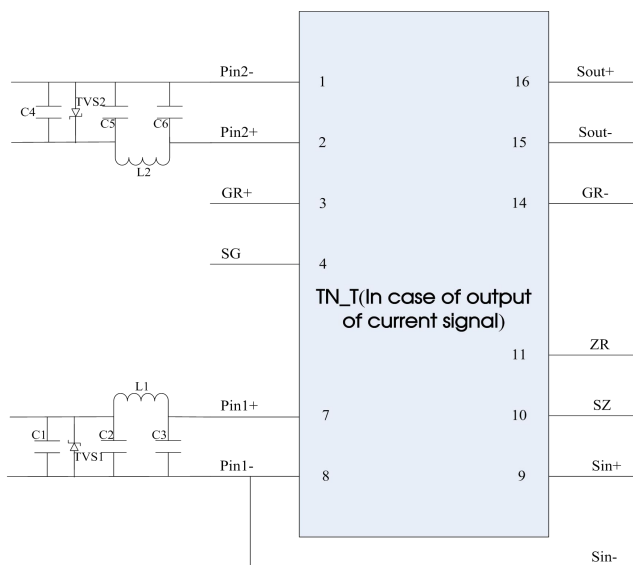 Pin2- 1 16 Sout+
C4 TVS2 C5 C6
Pin2+ 2 15 Sout-
L2
GR+ 3 14 GR-
SG 4
TN_T(In case of output
of current signal)
11 ZR
L1
Pin1+ 7 10 SZ
C1 C2 C3
TVS1
Pin1- 8 9 Sin+
Sin-